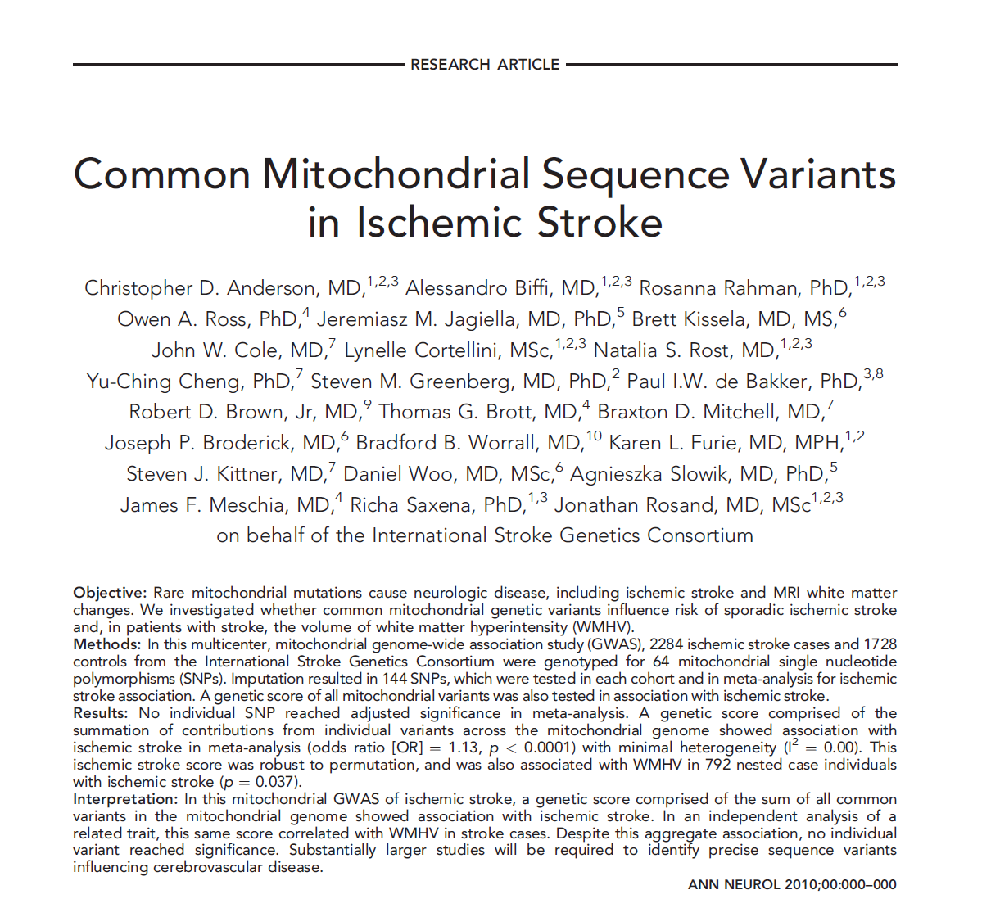 RESEARCH ARTICLE
Common Mitochondrial Sequence Variants
in Ischemic Stroke
Christopher D. Anderson, MD,1,2,3 Alessandro Biffi, MD,1,2,3 Rosanna Rahman, PhD,1,2,3
Owen A. Ross, PhD,4 Jeremiasz M. Jagiella, MD, PhD,5 Brett Kissela, MD, MS,6
John W. Cole, MD,7 Lynelle Cortellini, MSc,1,2,3 Natalia S. Rost, MD,1,2,3
Yu-Ching Cheng, PhD,7 Steven M. Greenberg, MD, PhD,2 Paul I.W. de Bakker, PhD,3,8
Robert D. Brown, Jr, MD,9 Thomas G. Brott, MD,4 Braxton D. Mitchell, MD,7
Joseph P. Broderick, MD,6 Bradford B. Worrall, MD,10 Karen L. Furie, MD, MPH,1,2
Steven J. Kittner, MD,7 Daniel Woo, MD, MSc,6 Agnieszka Slowik, MD, PhD,5
James F. Meschia, MD,4 Richa Saxena, PhD,1,3 Jonathan Rosand, MD, MSc1,2,3
on behalf of the International Stroke Genetics Consortium
Objective: Rare mitochondrial mutations cause neurologic disease, including ischemic stroke and MRI white matter
changes. We investigated whether common mitochondrial genetic variants influence risk of sporadic ischemic stroke
and, in patients with stroke, the volume of white matter hyperintensity (WMHV).
Methods: In this multicenter, mitochondrial genome-wide association study (GWAS), 2284 ischemic stroke cases and 1728
controls from the International Stroke Genetics Consortium were genotyped for 64 mitochondrial single nucleotide
polymorphisms (SNPs). Imputation resulted in 144 SNPs, which were tested in each cohort and in meta-analysis for ischemic
stroke association. A genetic score of all mitochondrial variants was also tested in association with ischemic stroke.
Results: No individual SNP reached adjusted significance in meta-analysis. A genetic score comprised of the
summation of contributions from individual variants across the mitochondrial genome showed association with
ischemic stroke in meta-analysis (odds ratio [OR] = 1.13, p < 0.0001) with minimal heterogeneity (I2 = 0.00). This
ischemic stroke score was robust to permutation, and was also associated with WMHV in 792 nested case individuals
with ischemic stroke (p = 0.037).
Interpretation: In this mitochondrial GWAS of ischemic stroke, a genetic score comprised of the sum of all common
variants in the mitochondrial genome showed association with ischemic stroke. In an independent analysis of a
related trait, this same score correlated with WMHV in stroke cases. Despite this aggregate association, no individual
variant reached significance. Substantially larger studies will be required to identify precise sequence variants
influencing cerebrovascular disease.
ANN NEUROL 2010;00:000–000